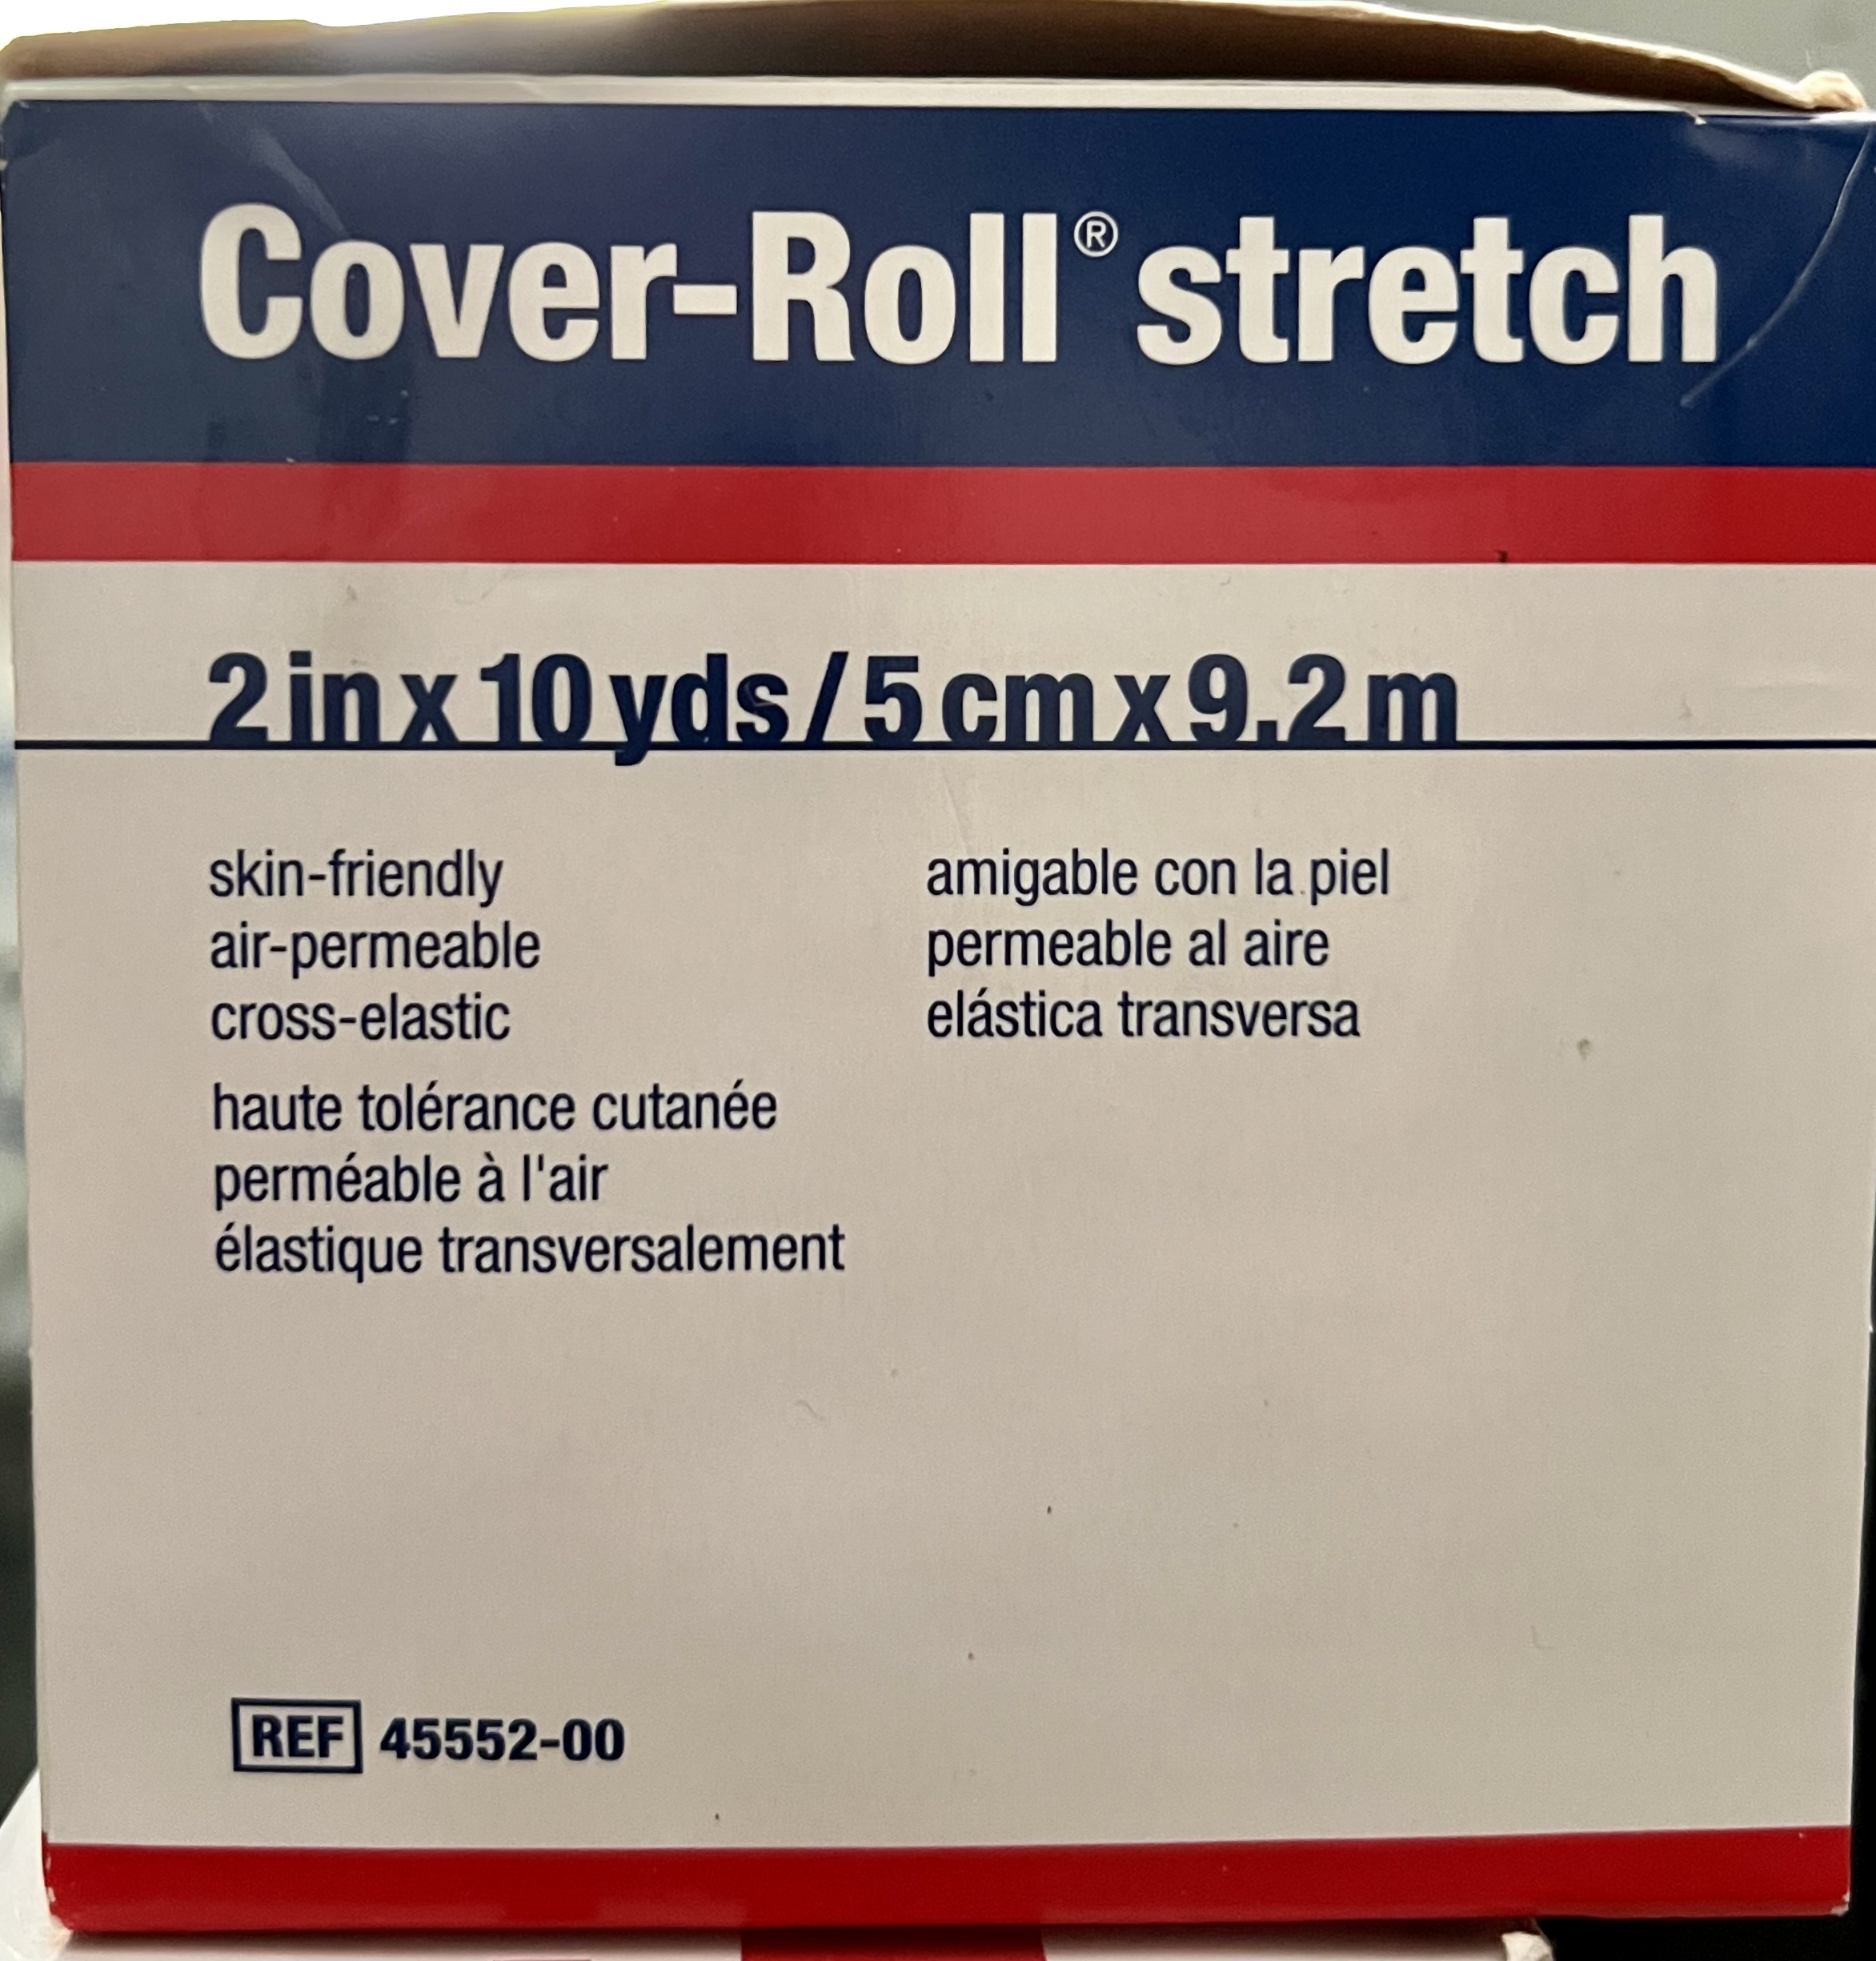 Cover-Roll® stretch
2 in x 10 yds / 5 cm x 9.2 m
skin-friendly
air-permeable
cross-elastic
haute tolérance cutanée
perméable à l'air
élastique transversalement
amigable con la piel
permeable al aire
elástica transversa
REF 45552-00